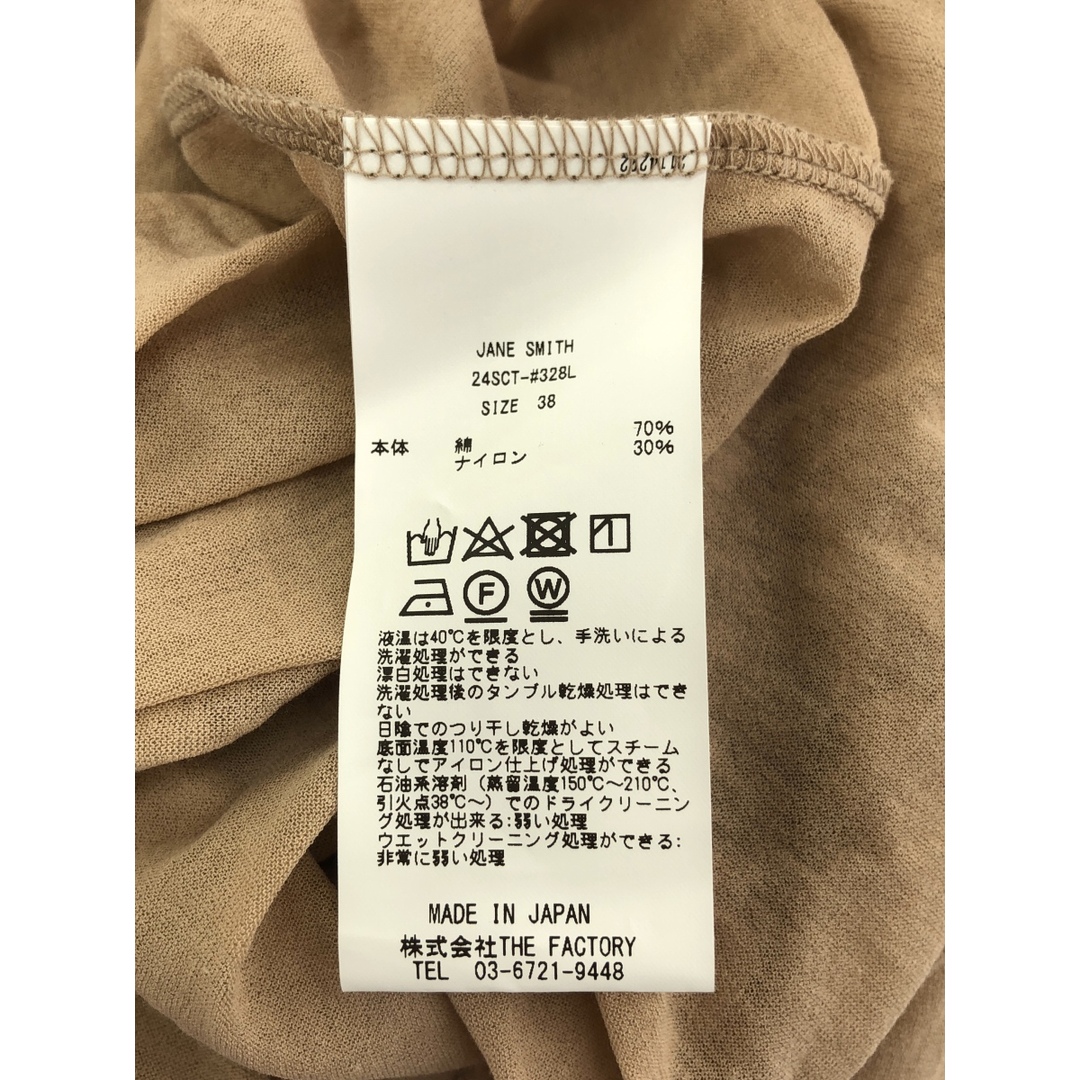 JANE SMITH
24SCT-#328L
SIZE 38
本体 綿 70%
ナイロン 30%
F W
液温は40℃を限度とし、手洗いによる
洗濯処理ができる
漂白処理はできない
洗濯処理後のタンブル乾燥処理はでき
ない
日陰でのつり干し乾燥がよい
底面温度110℃を限度としてスチーム
なしでアイロン仕上げ処理ができる
石油系溶剤（蒸留温度150℃～210℃、
引火点38℃～）でのドライクリーニン
グ処理が出来る:弱い処理
ウエットクリーニング処理ができる:
非常に弱い処理
MADE IN JAPAN
株式会社THE FACTORY
TEL 03-6721-9448